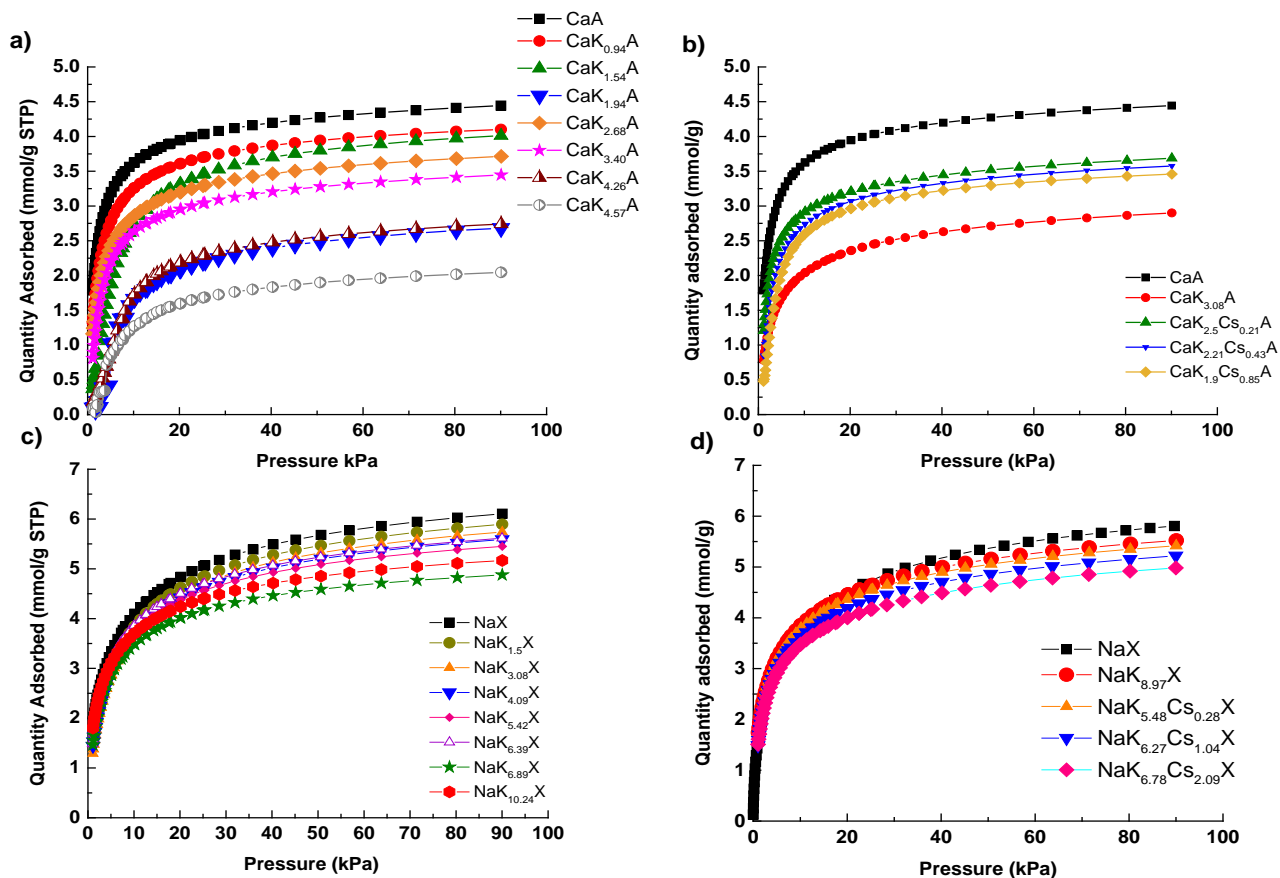 a)
CaA
CaK0.94A
CaK1.54A
CaK1.94A
CaK2.68A
CaK3.40A
CaK4.26A
CaK4.57A
Quantity Adsorbed (mmol/g STP)
5.0
4.5
4.0
3.5
3.0
2.5
2.0
1.5
1.0
0.5
0.0
0 20 40 60 80 100
Pressure kPa
b)
Quantity adsorbed (mmol/g)
5.0
4.5
4.0
3.5
3.0
2.5
2.0
1.5
1.0
0.5
0.0
CaA
CaK3.08A
CaK2.5Cs0.21A
CaK2.21Cs0.43A
CaK1.9Cs0.85A
0 20 40 60 80 100
Pressure (kPa)
c)
Quantity Adsorbed (mmol/g STP)
7
6
5
4
3
2
1
0
NaX
NaK1.5X
NaK3.08X
NaK4.09X
NaK5.42X
NaK6.39X
NaK6.89X
NaK10.24X
0 10 20 30 40 50 60 70 80 90 100
Pressure (kPa)
d)
Quantity adsorbed (mmol/g)
7
6
5
4
3
2
1
0
NaX
NaK8.97X
NaK5.48Cs0.28X
NaK6.27Cs1.04X
NaK6.78Cs2.09X
0 20 40 60 80 100
Pressure (kPa)